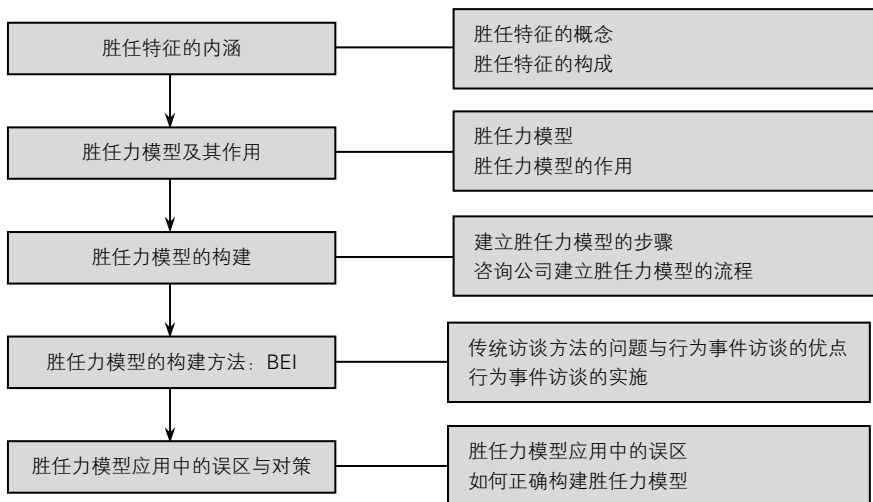 胜任特征的内涵
胜任特征的概念
胜任特征的构成
胜任力模型及其作用
胜任力模型
胜任力模型的作用
胜任力模型的构建
建立胜任力模型的步骤
咨询公司建立胜任力模型的流程
胜任力模型的构建方法：BEI
传统访谈方法的问题与行为事件访谈的优点
行为事件访谈的实施
胜任力模型应用中的误区与对策
胜任力模型应用中的误区
如何正确构建胜任力模型